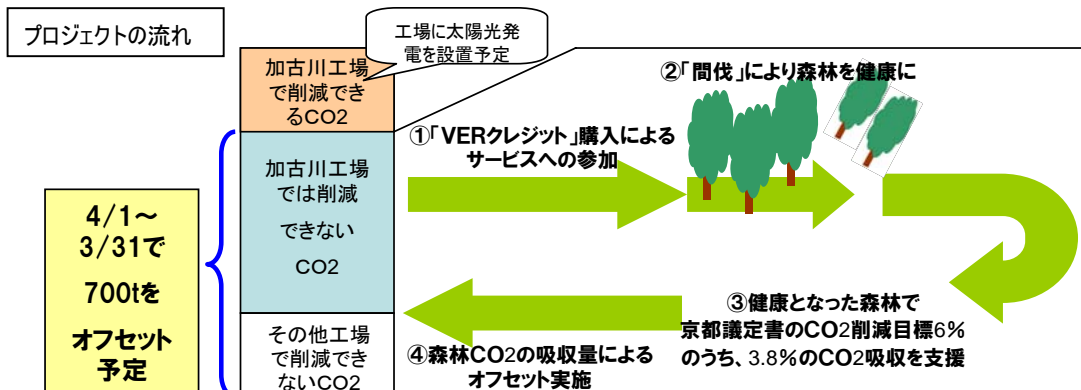 プロジェクトの流れ
工場に太陽光発
電を設置予定
加古川工場
で削減でき
るCO2
②「間伐」により森林を健康に
①「VERクレジット」購入による
サービスへの参加
加古川工場
では削減
できない
CO2
4/1～
3/31で
700tを
オフセット
予定
③健康となった森林で
京都議定書のCO2削減目標6%
のうち、3.8%のCO2吸収を支援
その他工場
で削減でき
ないCO2
④森林CO2の吸収量による
オフセット実施